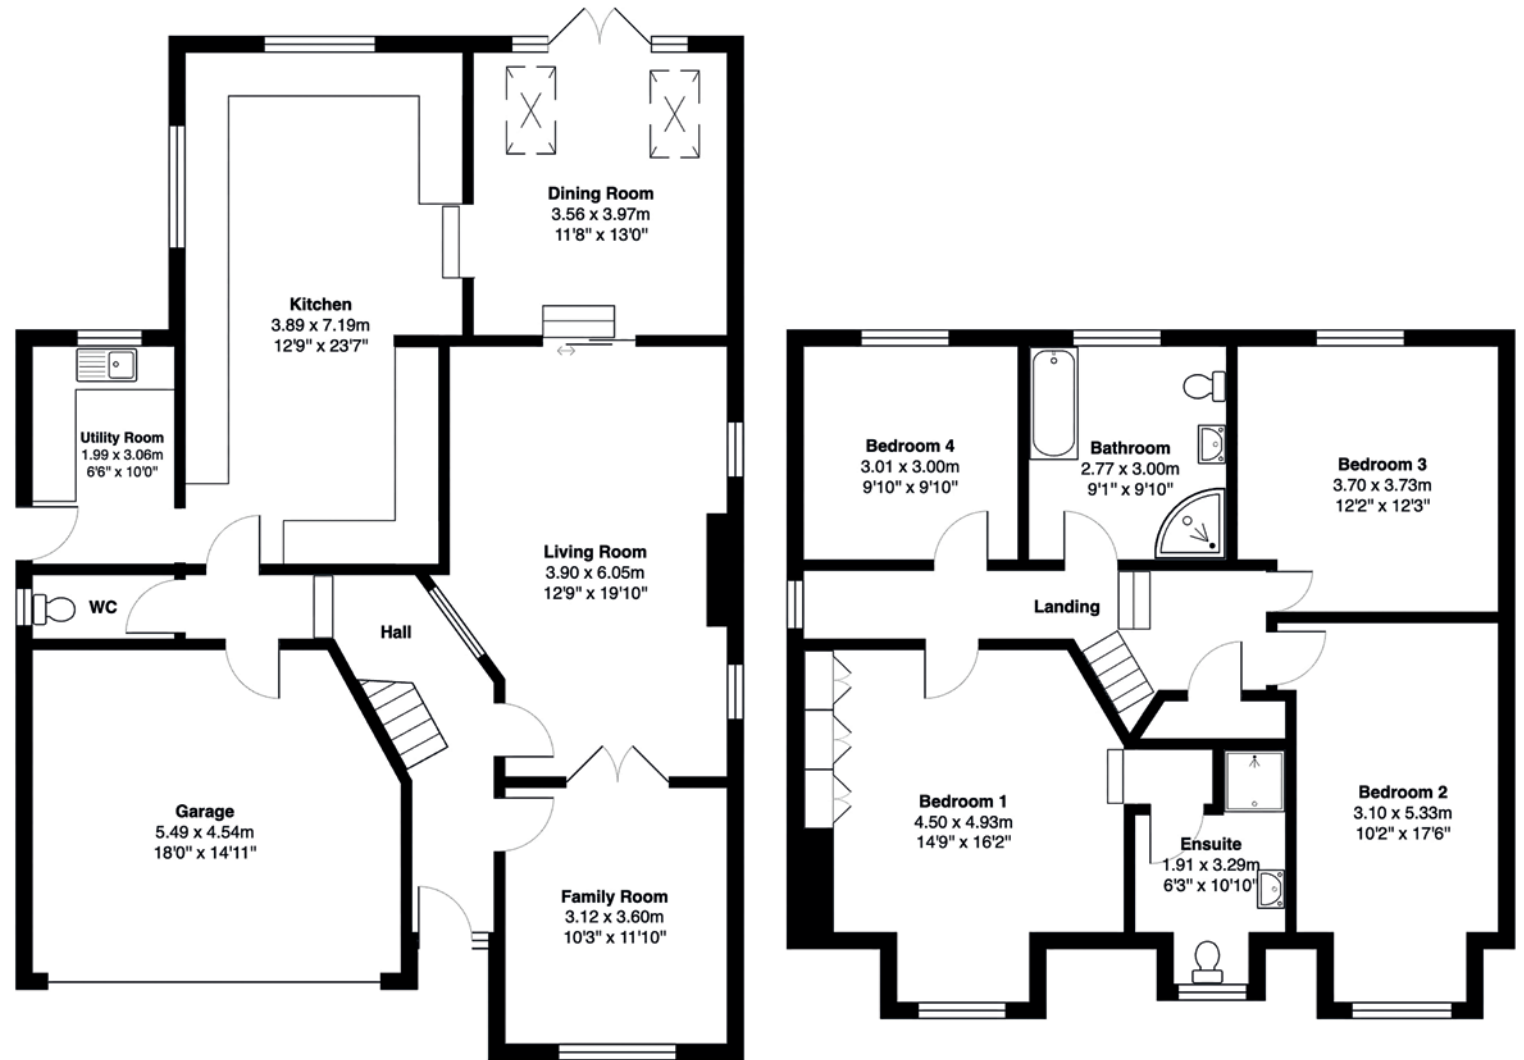 Dining Room
3.56 x 3.97m
11'8" x 13'0"
Kitchen
3.89 x 7.19m
12'9" x 23'7"
Utility Room
1.99 x 3.06m
6'6" x 10'0"
Living Room
3.90 x 6.05m
12'9" x 19'10"
WC
Hall
Garage
5.49 x 4.54m
18'0" x 14'11"
Family Room
3.12 x 3.60m
10'3" x 11'10"
Bedroom 4
3.01 x 3.00m
9'10" x 9'10"
Bathroom
2.77 x 3.00m
9'1" x 9'10"
Bedroom 3
3.70 x 3.73m
12'2" x 12'3"
Landing
Bedroom 1
4.50 x 4.93m
14'9" x 16'2"
Ensuite
1.91 x 3.29m
6'3" x 10'10"
Bedroom 2
3.10 x 5.33m
10'2" x 17'6"